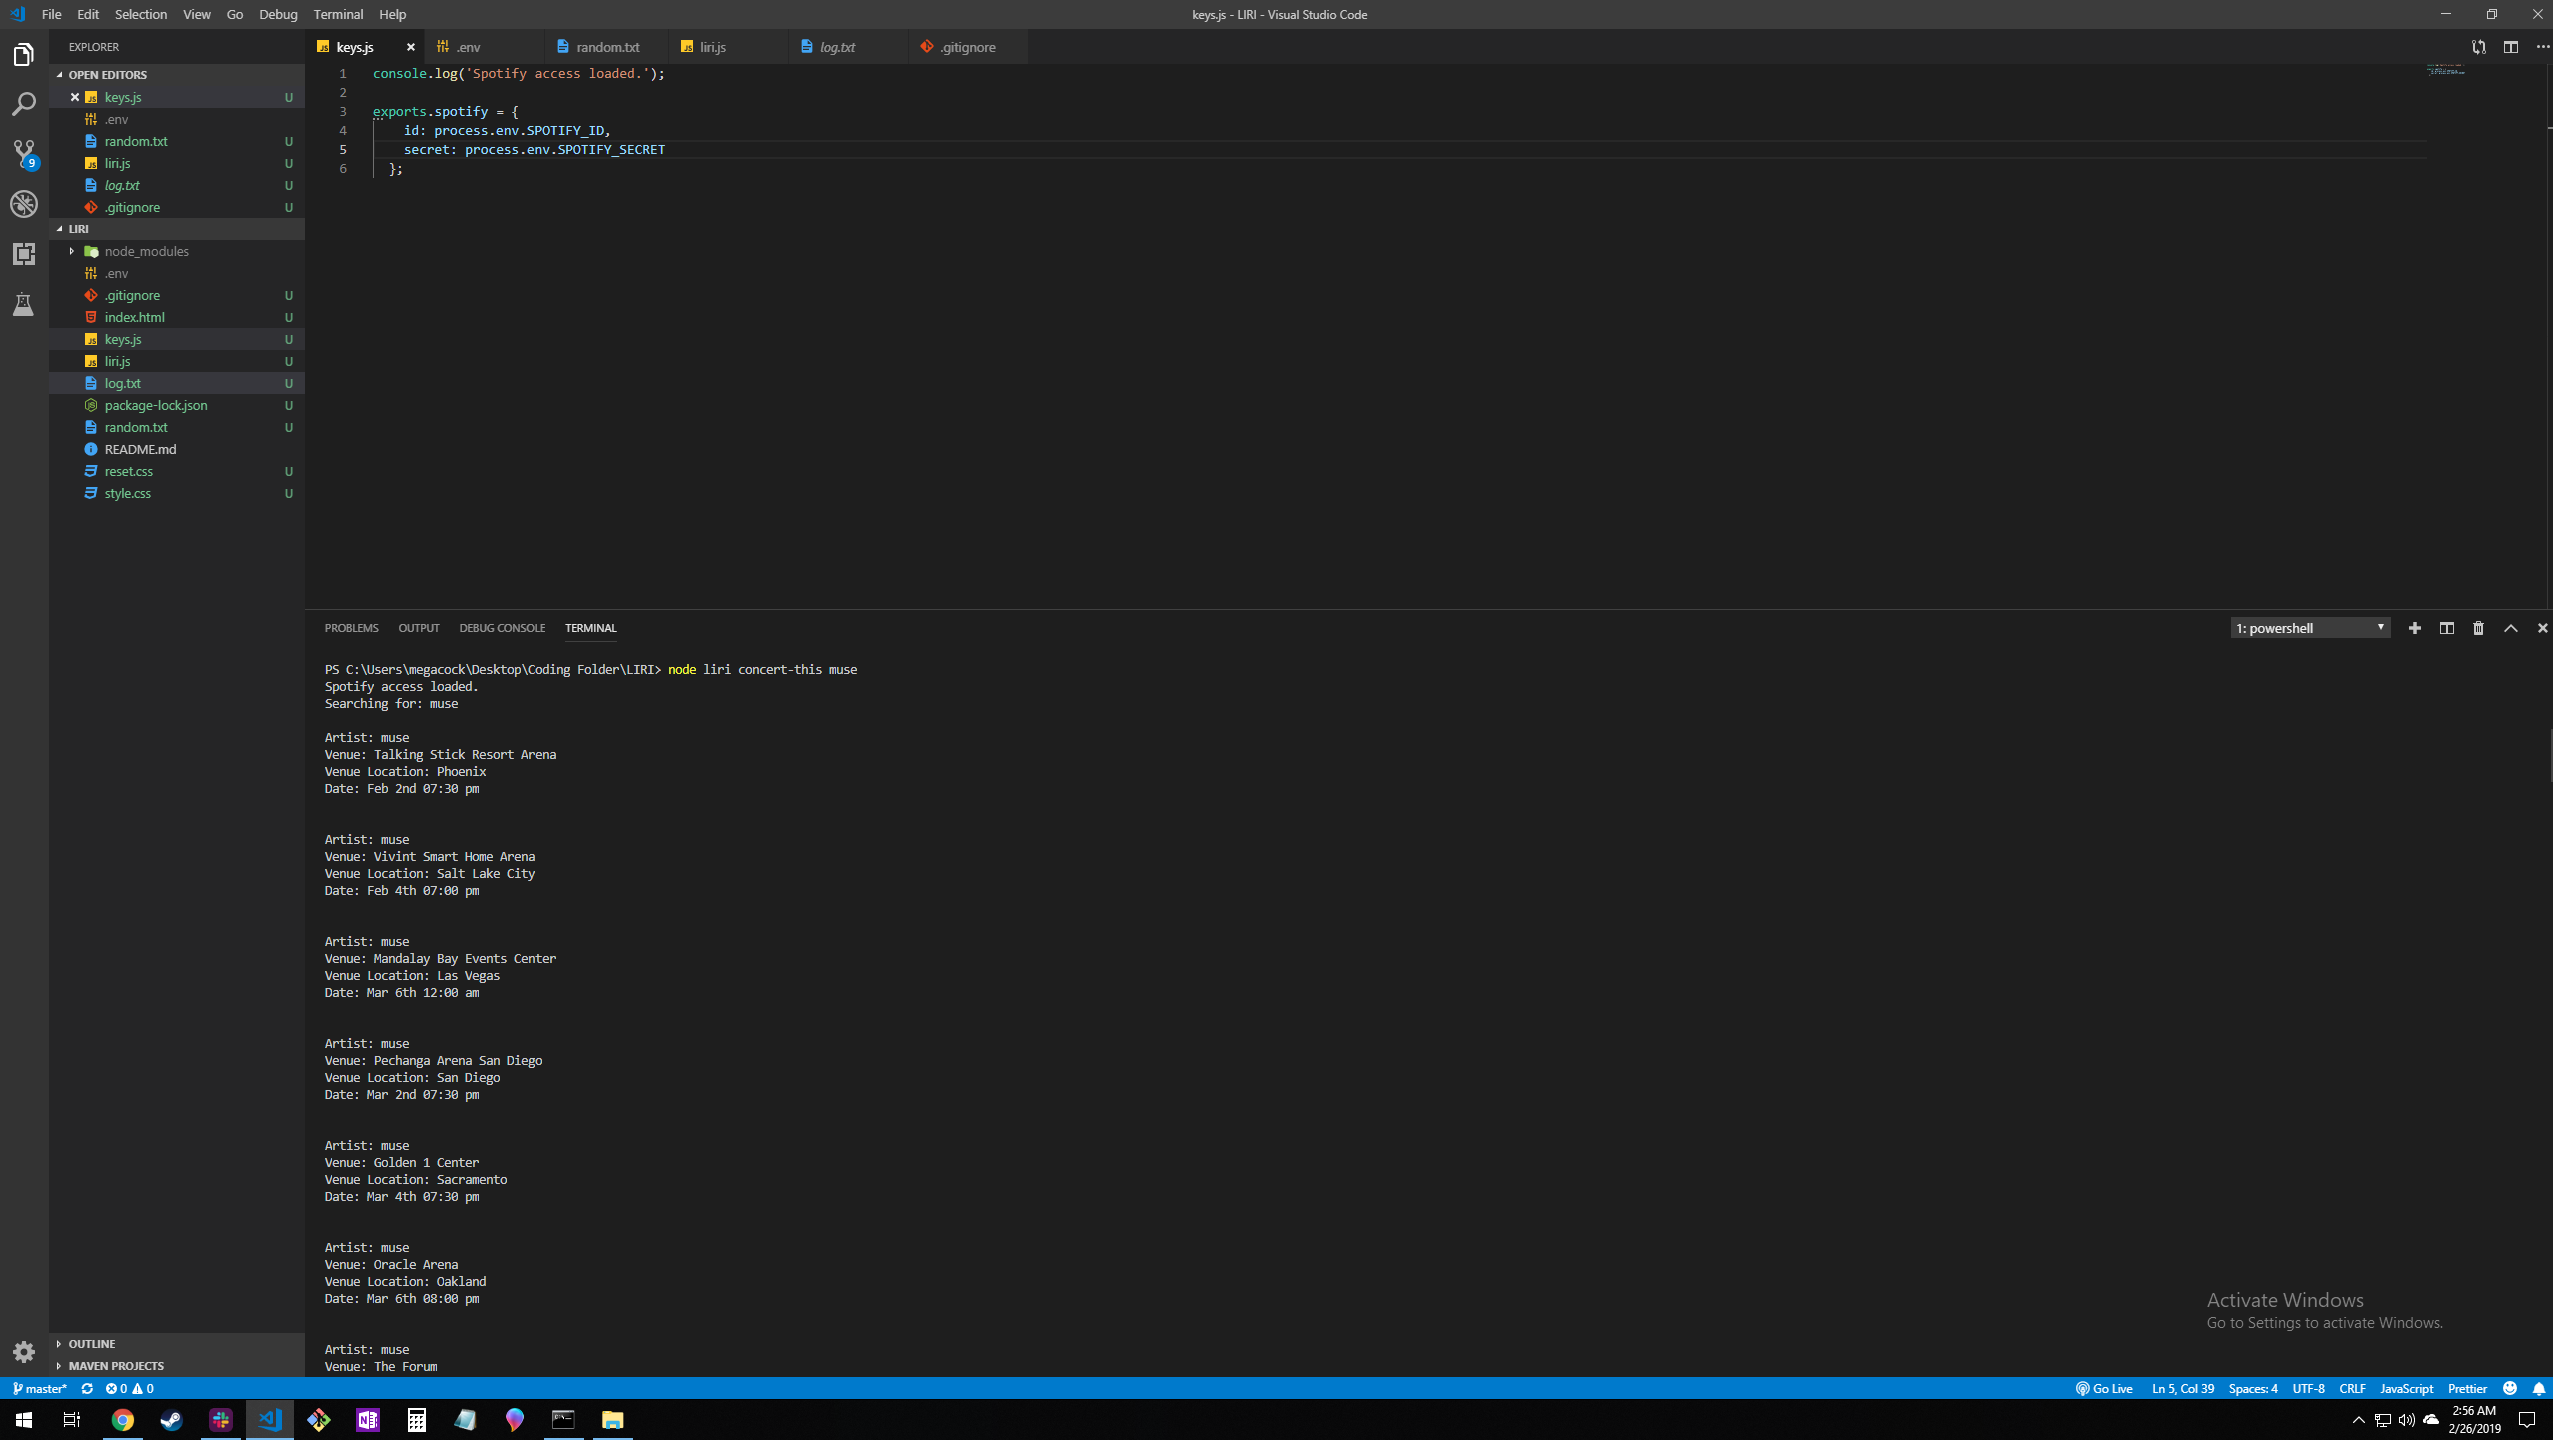 File Edit Selection View Go Debug Terminal Help
keys.js - LIRI - Visual Studio Code
EXPLORER
OPEN EDITORS
keys.js U
.env
random.txt U
liri.js U
log.txt U
.gitignore U
LIRI
node_modules
.env
.gitignore U
index.html U
keys.js U
liri.js U
log.txt U
package-lock.json U
random.txt U
README.md
reset.css U
style.css U
OUTLINE
MAVEN PROJECTS
9
keys.js .env random.txt liri.js log.txt .gitignore
1 console.log('Spotify access loaded.');
2
3 exports.spotify = {
4 id: process.env.SPOTIFY_ID,
5 secret: process.env.SPOTIFY_SECRET
6 };
PROBLEMS OUTPUT DEBUG CONSOLE TERMINAL
1: powershell
PS C:\Users\megacock\Desktop\Coding Folder\LIRI> node liri concert-this muse
Spotify access loaded.
Searching for: muse
Artist: muse
Venue: Talking Stick Resort Arena
Venue Location: Phoenix
Date: Feb 2nd 07:30 pm
Artist: muse
Venue: Vivint Smart Home Arena
Venue Location: Salt Lake City
Date: Feb 4th 07:00 pm
Artist: muse
Venue: Mandalay Bay Events Center
Venue Location: Las Vegas
Date: Mar 6th 12:00 am
Artist: muse
Venue: Pechanga Arena San Diego
Venue Location: San Diego
Date: Mar 2nd 07:30 pm
Artist: muse
Venue: Golden 1 Center
Venue Location: Sacramento
Date: Mar 4th 07:30 pm
Artist: muse
Venue: Oracle Arena
Venue Location: Oakland
Date: Mar 6th 08:00 pm
Artist: muse
Venue: The Forum
Activate Windows
Go to Settings to activate Windows.
master* 0 0
Go Live Ln 5, Col 39 Spaces: 4 UTF-8 CRLF JavaScript Prettier
2:56 AM
2/26/2019